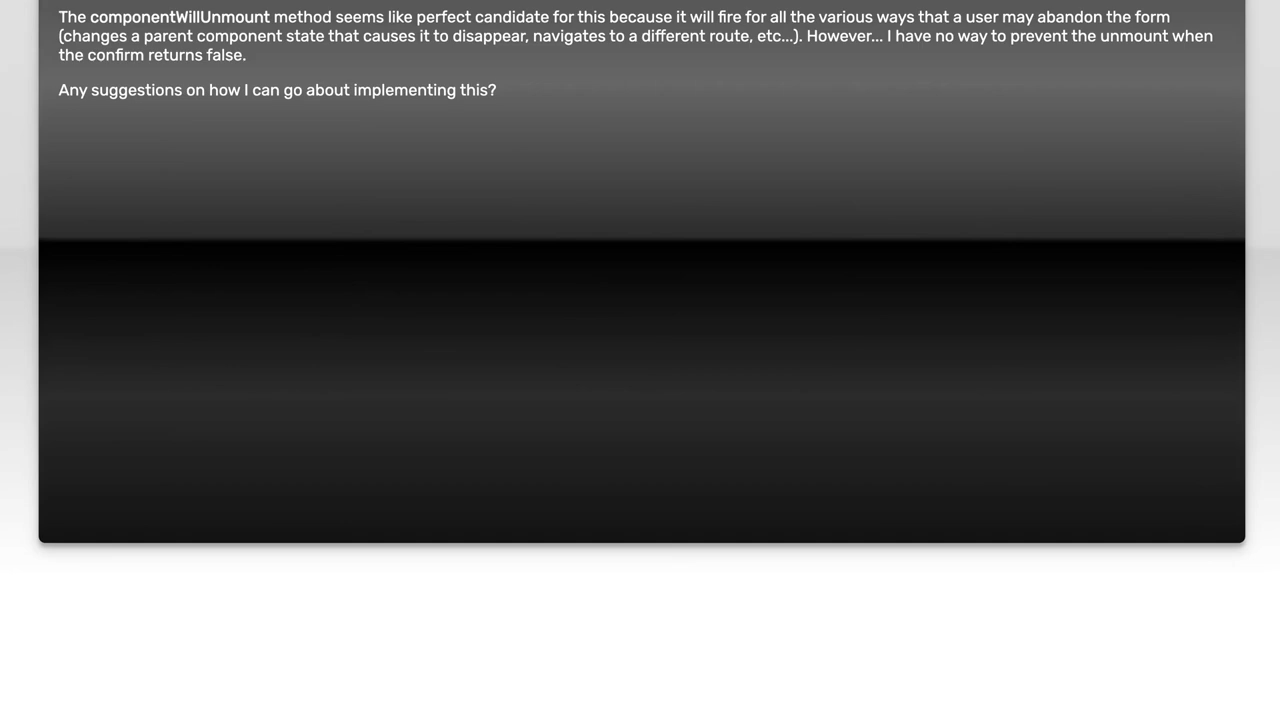 The componentWillUnmount method seems like perfect candidate for this because it will fire for all the various ways that a user may abandon the form
(changes a parent component state that causes it to disappear, navigates to a different route, etc...). However... I have no way to prevent the unmount when
the confirm returns false.
Any suggestions on how I can go about implementing this?